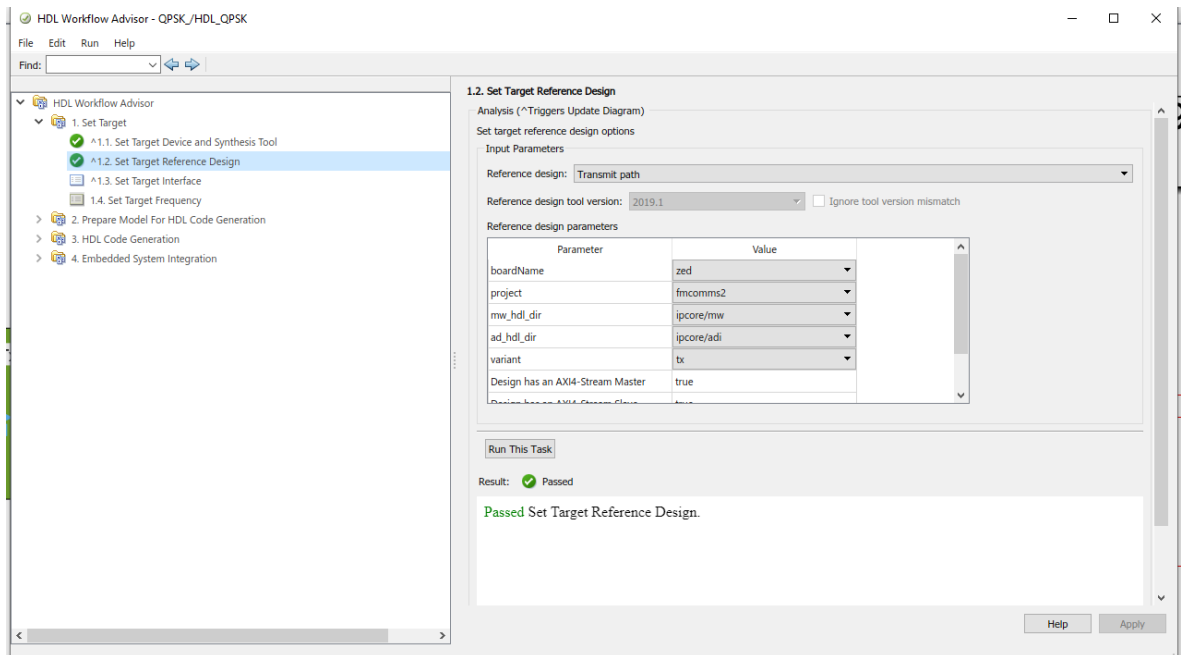 HDL Workflow Advisor - QPSK_/HDL_QPSK
File Edit Run Help
Find:
HDL Workflow Advisor
1. Set Target
^1.1. Set Target Device and Synthesis Tool
^1.2. Set Target Reference Design
^1.3. Set Target Interface
1.4. Set Target Frequency
2. Prepare Model For HDL Code Generation
3. HDL Code Generation
4. Embedded System Integration
1.2. Set Target Reference Design
Analysis (^Triggers Update Diagram)
Set target reference design options
Input Parameters
Reference design: Transmit path
Reference design tool version: 2019.1 Ignore tool version mismatch
Reference design parameters
Parameter Value
boardName zed
project fmcomms2
mw_hdl_dir ipcore/mw
ad_hdl_dir ipcore/adi
variant tx
Design has an AXI4-Stream Master true
Run This Task
Result: Passed
Passed Set Target Reference Design.
Help Apply